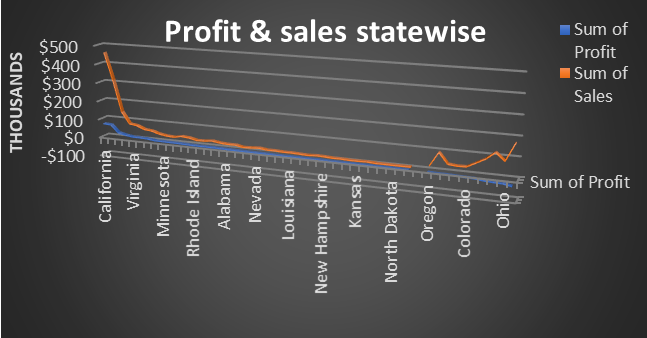 Profit & sales statewise
Sum of
Profit
Sum of
Sales
THOUSANDS
$500
$400
$300
$200
$100
$0
-$100
Sum of Profit
California
Virginia
Minnesota
Rhode Island
Alabama
Nevada
Louisiana
New Hampshire
Kansas
North Dakota
Oregon
Colorado
Ohio